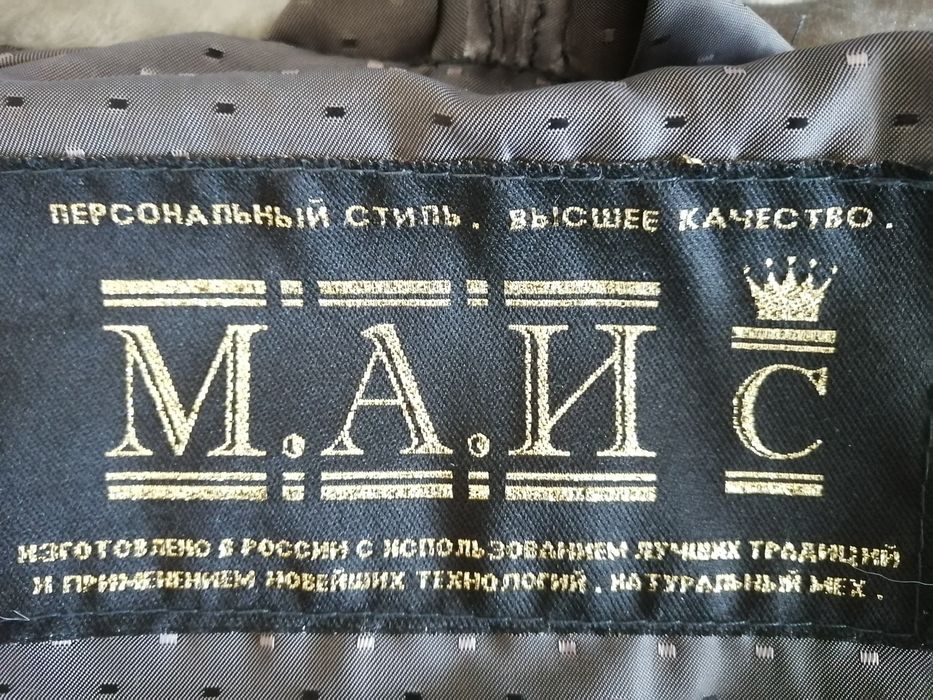 ПЕРСОНАЛЬНЫЙ СТИЛЬ. ВЫСШЕЕ КАЧЕСТВО.
М.А.И С
ИЗГОТОВЛЕНО В РОССИИ С ИСПОЛЬЗОВАНИЕМ ЛУЧШИХ ТРАДИЦИЙ
И ПРИМЕНЕНИЕМ НОВЕЙШИХ ТЕХНОЛОГИЙ. НАТУРАЛЬНЫЙ МЕХ.